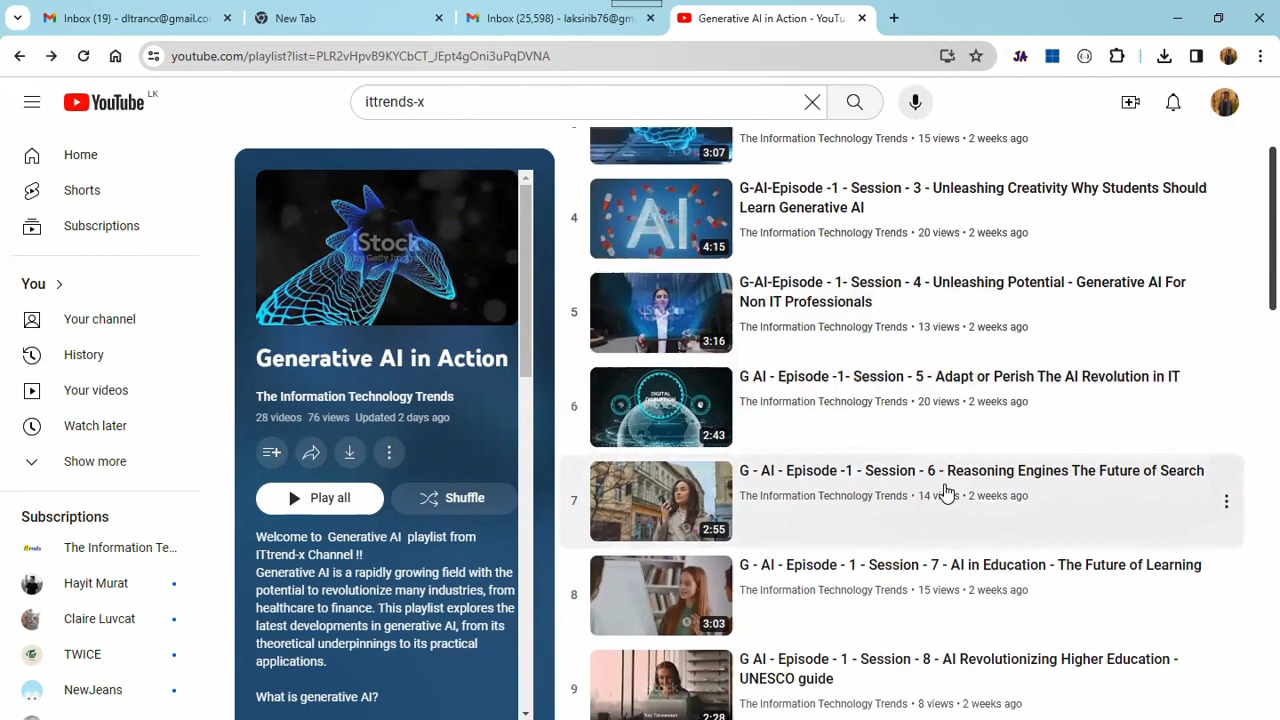 Inbox (19) - dltrancx@gmail.co
New Tab
Inbox (25,598) - laksirib76@gm
Generative AI in Action - YouTu
youtube.com/playlist?list=PLR2vHpvB9KYCbCT_JEpt4gOni3uPqDVNA
JA
YouTube LK
ittrends-x
Home
Shorts
Subscriptions
You
Your channel
History
Your videos
Watch later
Show more
Subscriptions
The Information Te...
Hayit Murat
Claire Luvcat
TWICE
NewJeans
iStock
by Getty Images
Generative AI in Action
The Information Technology Trends
28 videos 76 views Updated 2 days ago
Play all
Shuffle
Welcome to Generative AI playlist from
ITtrend-x Channel !!
Generative AI is a rapidly growing field with the
potential to revolutionize many industries, from
healthcare to finance. This playlist explores the
latest developments in generative AI, from its
theoretical underpinnings to its practical
applications.
What is generative AI?
3:07
The Information Technology Trends • 15 views • 2 weeks ago
4
AI
4:15
G-AI-Episode -1 - Session - 3 - Unleashing Creativity Why Students Should
Learn Generative AI
The Information Technology Trends • 20 views • 2 weeks ago
5
3:16
G-AI-Episode - 1- Session - 4 - Unleashing Potential - Generative AI For
Non IT Professionals
The Information Technology Trends • 13 views • 2 weeks ago
6
DIGITAL
DISRUPTION
2:43
G AI - Episode -1- Session - 5 - Adapt or Perish The AI Revolution in IT
The Information Technology Trends • 20 views • 2 weeks ago
7
2:55
G - AI - Episode -1 - Session - 6 - Reasoning Engines The Future of Search
The Information Technology Trends • 14 views • 2 weeks ago
8
3:03
G - AI - Episode - 1 - Session - 7 - AI in Education - The Future of Learning
The Information Technology Trends • 15 views • 2 weeks ago
9
2:28
G AI - Episode - 1 - Session - 8 - AI Revolutionizing Higher Education -
UNESCO guide
The Information Technology Trends • 8 views • 2 weeks ago